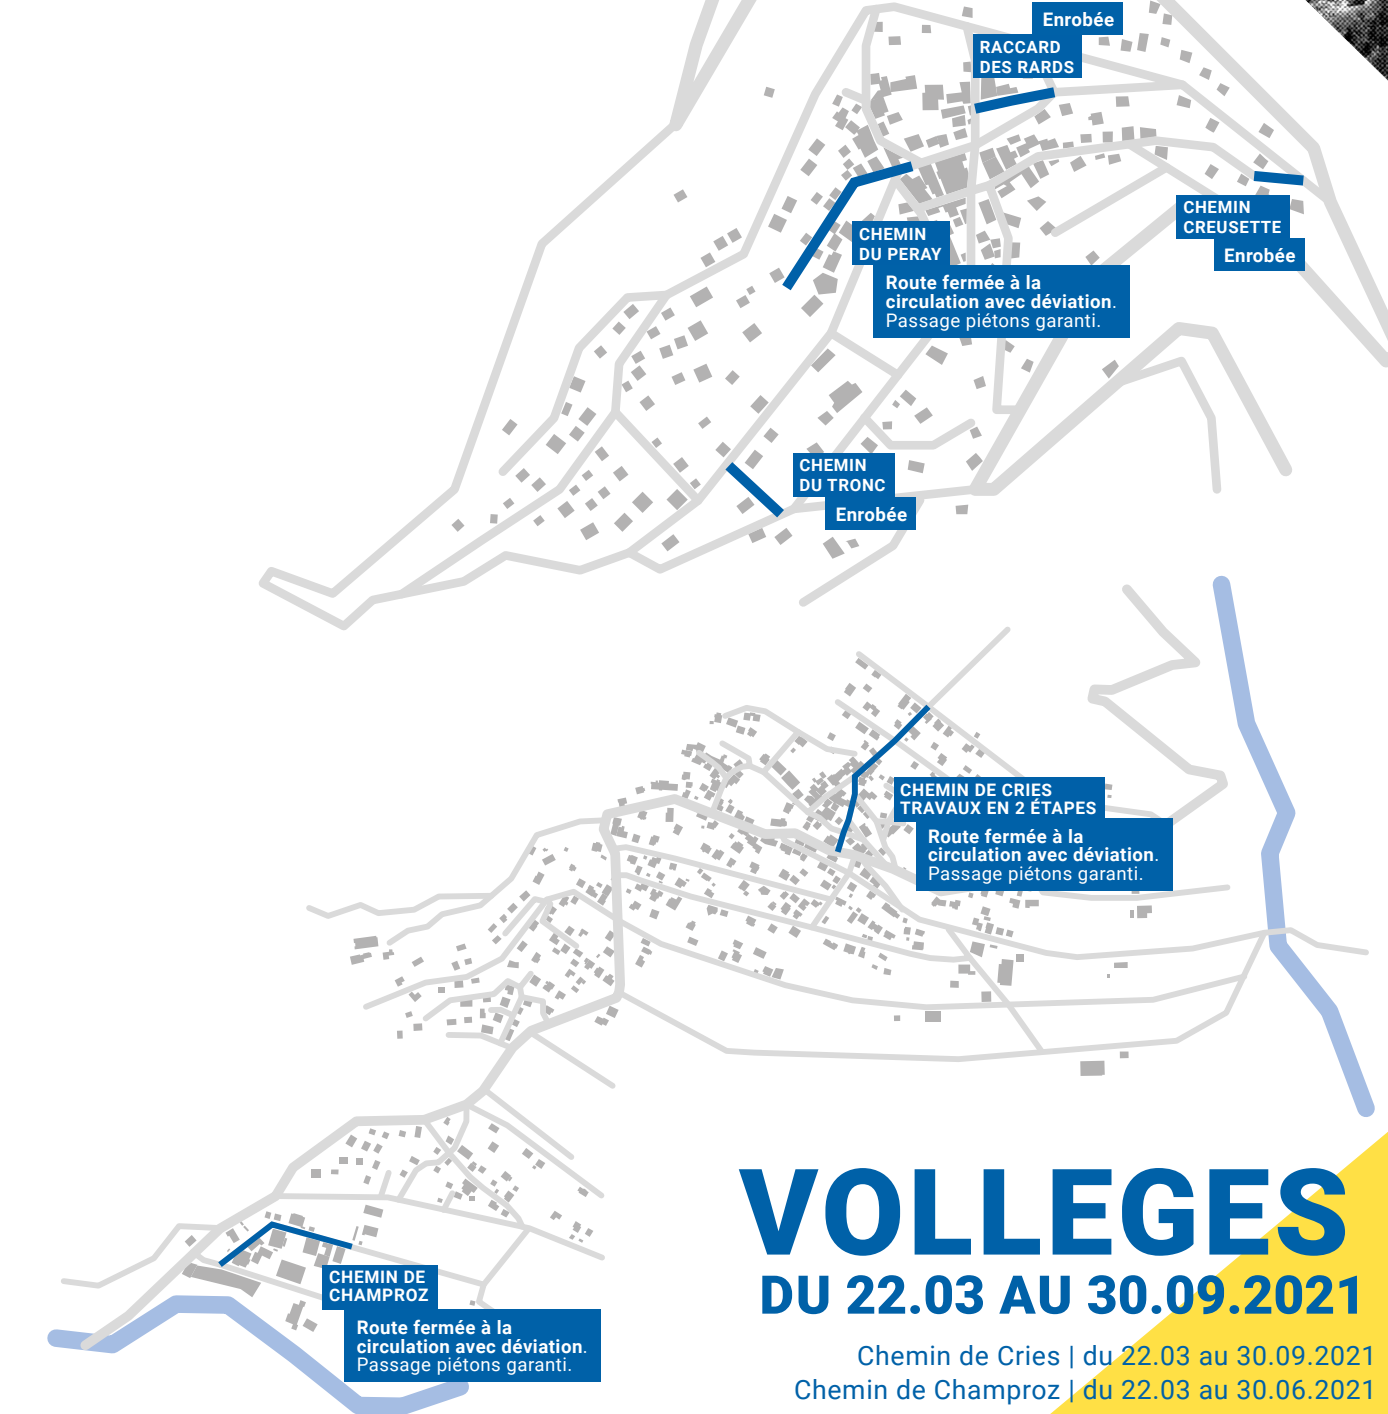 Enrobée
RACCARD
DES RARDS
CHEMIN
CREUSETTE
Enrobée
CHEMIN
DU PERAY
Route fermée à la
circulation avec déviation.
Passage piétons garanti.
CHEMIN
DU TRONC
Enrobée
CHEMIN DE CRIES
TRAVAUX EN 2 ÉTAPES
Route fermée à la
circulation avec déviation.
Passage piétons garanti.
CHEMIN DE
CHAMPROZ
Route fermée à la
circulation avec déviation.
Passage piétons garanti.
VOLLEGES
DU 22.03 AU 30.09.2021
Chemin de Cries | du 22.03 au 30.09.2021
Chemin de Champroz | du 22.03 au 30.06.2021